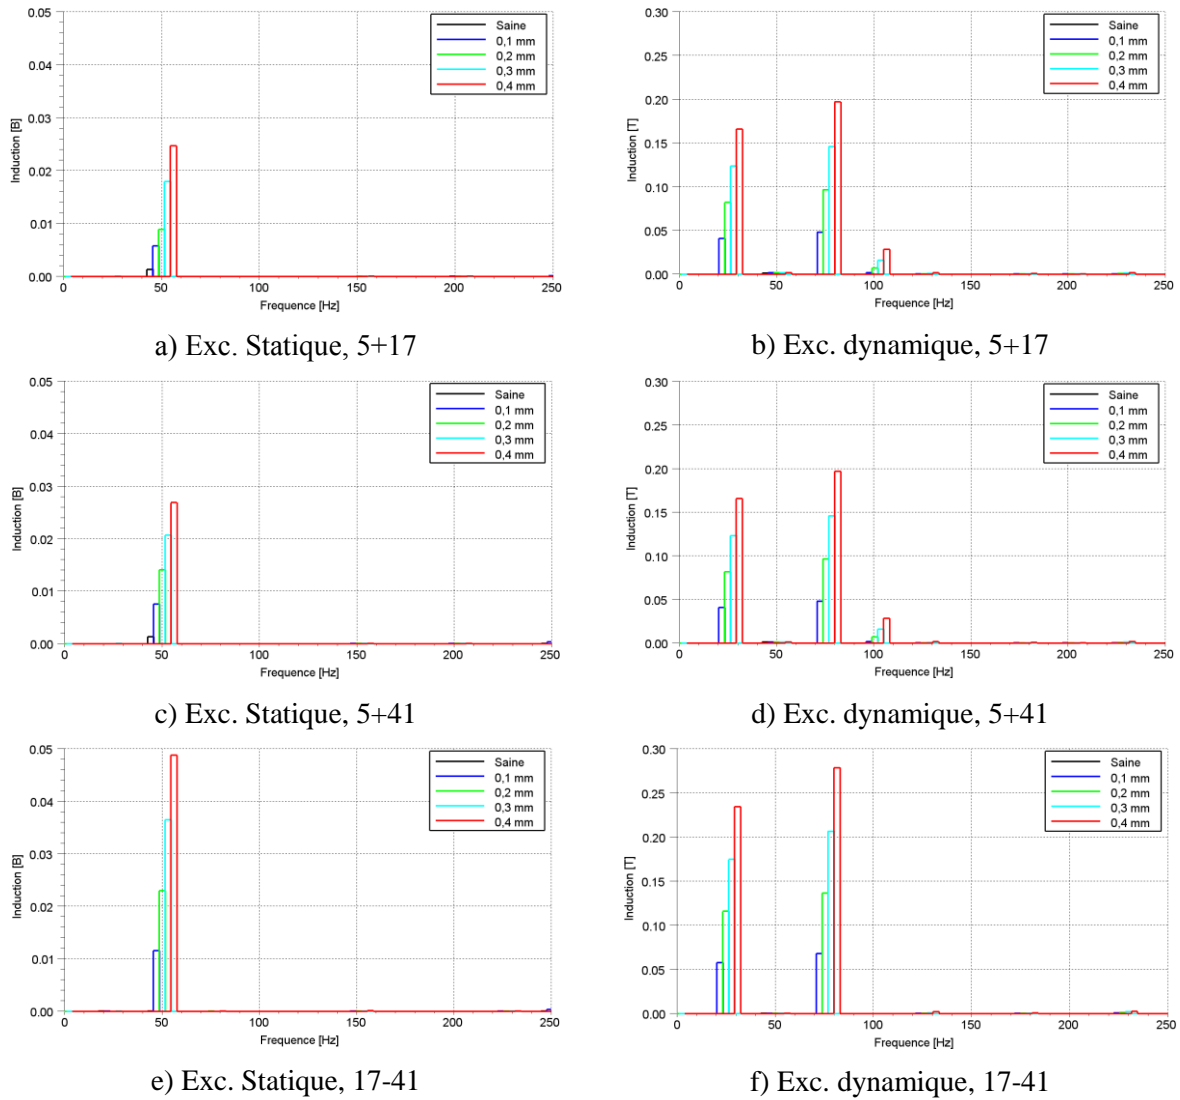 0.05
0.04
0.03
0.02
0.01
0.00
Induction [B]
0
50
100
150
200
250
Frequence [Hz]
Saine
0,1 mm
0,2 mm
0,3 mm
0,4 mm
a) Exc. Statique, 5+17
0.30
0.25
0.20
0.15
0.10
0.05
0.00
Induction [T]
0
50
100
150
200
250
Frequence [Hz]
Saine
0,1 mm
0,2 mm
0,3 mm
0,4 mm
b) Exc. dynamique, 5+17
0.05
0.04
0.03
0.02
0.01
0.00
Induction [B]
0
50
100
150
200
250
Frequence [Hz]
Saine
0,1 mm
0,2 mm
0,3 mm
0,4 mm
c) Exc. Statique, 5+41
0.30
0.25
0.20
0.15
0.10
0.05
0.00
Induction [T]
0
50
100
150
200
250
Frequence [Hz]
Saine
0,1 mm
0,2 mm
0,3 mm
0,4 mm
d) Exc. dynamique, 5+41
0.05
0.04
0.03
0.02
0.01
0.00
Induction [B]
0
50
100
150
200
250
Frequence [Hz]
Saine
0,1 mm
0,2 mm
0,3 mm
0,4 mm
e) Exc. Statique, 17-41
0.30
0.25
0.20
0.15
0.10
0.05
0.00
Induction [T]
0
50
100
150
200
250
Frequence [Hz]
Saine
0,1 mm
0,2 mm
0,3 mm
0,4 mm
f) Exc. dynamique, 17-41